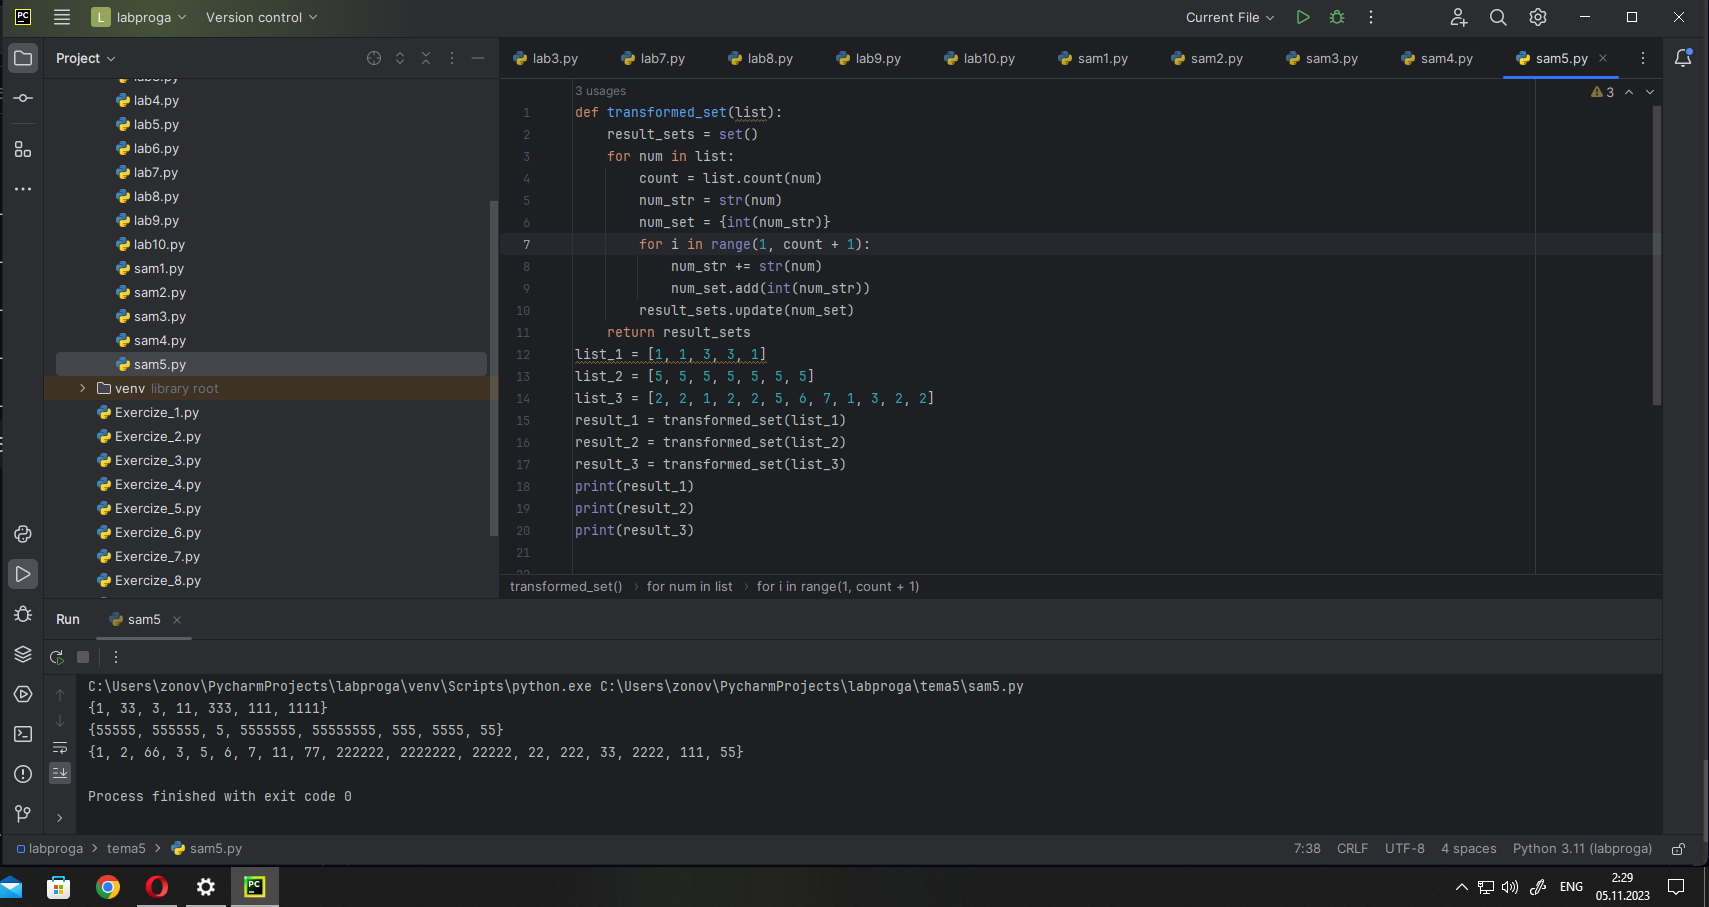 PC L labproga Version control Current File
Project
lab3.py lab7.py lab8.py lab9.py lab10.py sam1.py sam2.py sam3.py sam4.py sam5.py
lab4.py
lab5.py
lab6.py
lab7.py
lab8.py
lab9.py
lab10.py
sam1.py
sam2.py
sam3.py
sam4.py
sam5.py
venv library root
Exercize_1.py
Exercize_2.py
Exercize_3.py
Exercize_4.py
Exercize_5.py
Exercize_6.py
Exercize_7.py
Exercize_8.py
3 usages
3
1 def transformed_set(list):
2 result_sets = set()
3 for num in list:
4 count = list.count(num)
5 num_str = str(num)
6 num_set = {int(num_str)}
7 for i in range(1, count + 1):
8 num_str += str(num)
9 num_set.add(int(num_str))
10 result_sets.update(num_set)
11 return result_sets
12 list_1 = [1, 1, 3, 3, 1]
13 list_2 = [5, 5, 5, 5, 5, 5, 5]
14 list_3 = [2, 2, 1, 2, 2, 5, 6, 7, 1, 3, 2, 2]
15 result_1 = transformed_set(list_1)
16 result_2 = transformed_set(list_2)
17 result_3 = transformed_set(list_3)
18 print(result_1)
19 print(result_2)
20 print(result_3)
21
transformed_set() › for num in list › for i in range(1, count + 1)
Run sam5
C:\Users\zonov\PycharmProjects\labproga\venv\Scripts\python.exe C:\Users\zonov\PycharmProjects\labproga\tema5\sam5.py
{1, 33, 3, 11, 333, 111, 1111}
{55555, 555555, 5, 5555555, 55555555, 555, 5555, 55}
{1, 2, 66, 3, 5, 6, 7, 11, 77, 222222, 2222222, 22222, 22, 222, 33, 2222, 111, 55}
Process finished with exit code 0
labproga > tema5 > sam5.py 7:38 CRLF UTF-8 4 spaces Python 3.11 (labproga)
PC ENG 2:29
05.11.2023